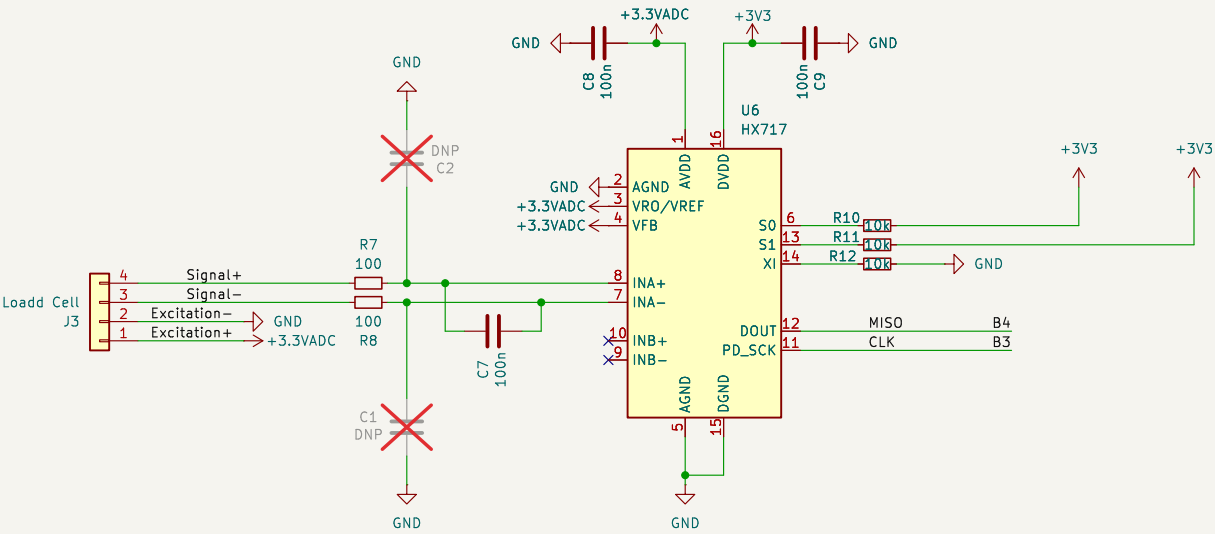 +3.3VADC
+3V3
GND
C8
100n
100n
C9
GND
GND
U6
HX717
DNP
C2
1
16
AVDD
DVDD
+3V3
+3V3
GND
2
AGND
+3.3VADC
3
VRO/VREF
+3.3VADC
4
VFB
S0
6
R10
10k
S1
13
R11
10k
XI
14
R12
10k
GND
R7
100
Loadd Cell
J3
4
Signal+
8
INA+
3
Signal-
7
INA-
2
Excitation-
GND
1
Excitation+
+3.3VADC
100
R8
C7
100n
10
INB+
9
INB-
DOUT
12
MISO
B4
PD_SCK
11
CLK
B3
AGND
DGND
5
15
C1
DNP
GND
GND